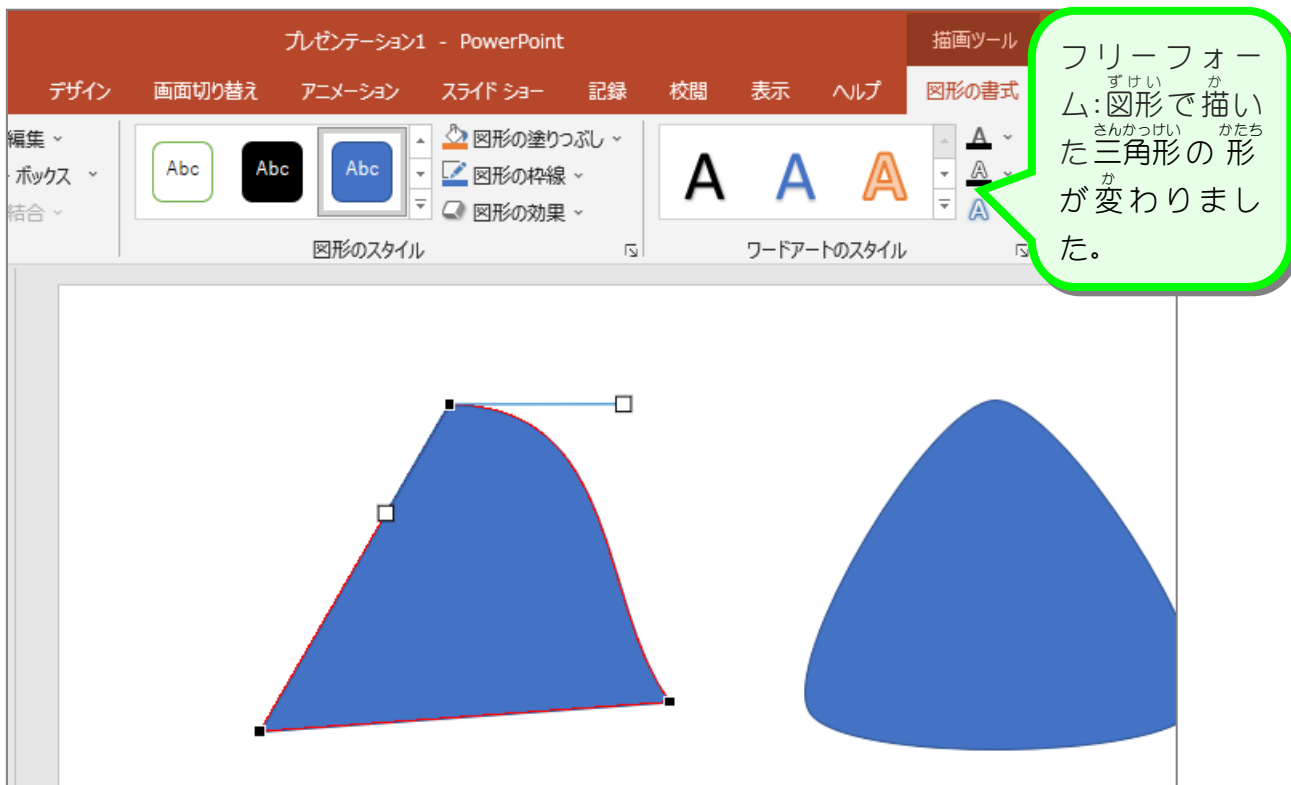 プレゼンテーション1 - PowerPoint
描画ツール
デザイン 画面切り替え アニメーション スライド ショー 記録 校閲 表示 ヘルプ 図形の書式
編集
ボックス
結合
Abc Abc Abc
図形の塗りつぶし
図形の枠線
図形の効果
図形のスタイル
A A A
A
A
A
ワードアートのスタイル
フリーフォー
ずけい か
ム:図形で描い
さんかっけい かたち
た三角形の形
か
が変わりまし
た。